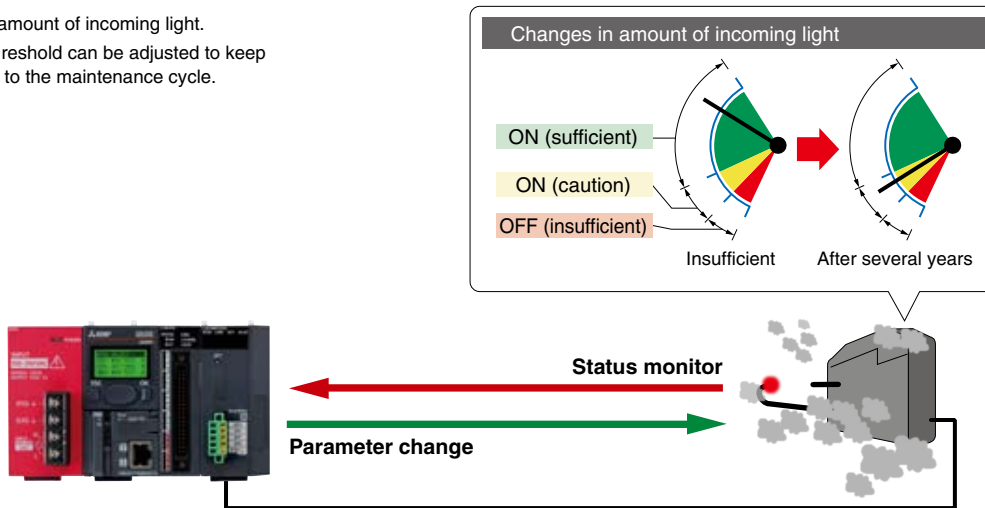 amount of incoming light.
reshold can be adjusted to keep
to the maintenance cycle.
Changes in amount of incoming light
ON (sufficient)
ON (caution)
OFF (insufficient)
Insufficient
After several years
Status monitor
Parameter change